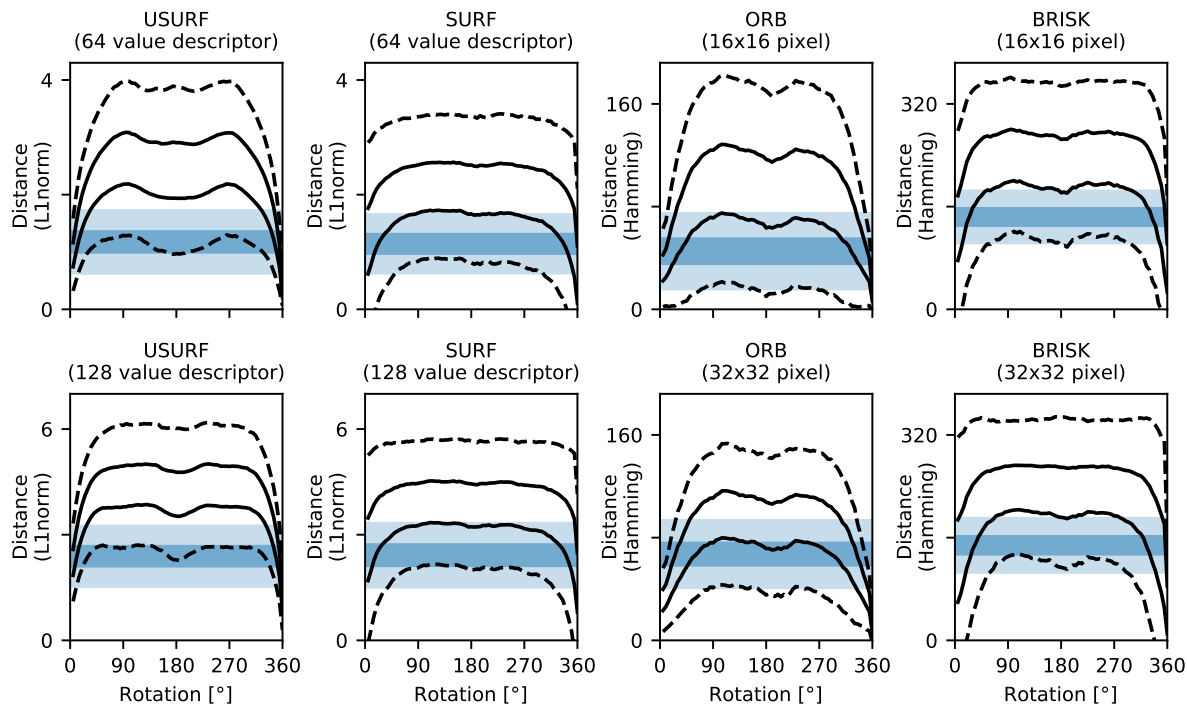 USURF
(64 value descriptor)
SURF
(64 value descriptor)
ORB
(16x16 pixel)
BRISK
(16x16 pixel)
Distance
(L1norm)
4
0
Distance
(L1norm)
4
0
Distance
(Hamming)
160
0
Distance
(Hamming)
320
0
USURF
(128 value descriptor)
SURF
(128 value descriptor)
ORB
(32x32 pixel)
BRISK
(32x32 pixel)
Distance
(L1norm)
6
0
Distance
(L1norm)
6
0
Distance
(Hamming)
160
0
Distance
(Hamming)
320
0
0 90 180 270 360
0 90 180 270 360
0 90 180 270 360
0 90 180 270 360
Rotation [°]
Rotation [°]
Rotation [°]
Rotation [°]